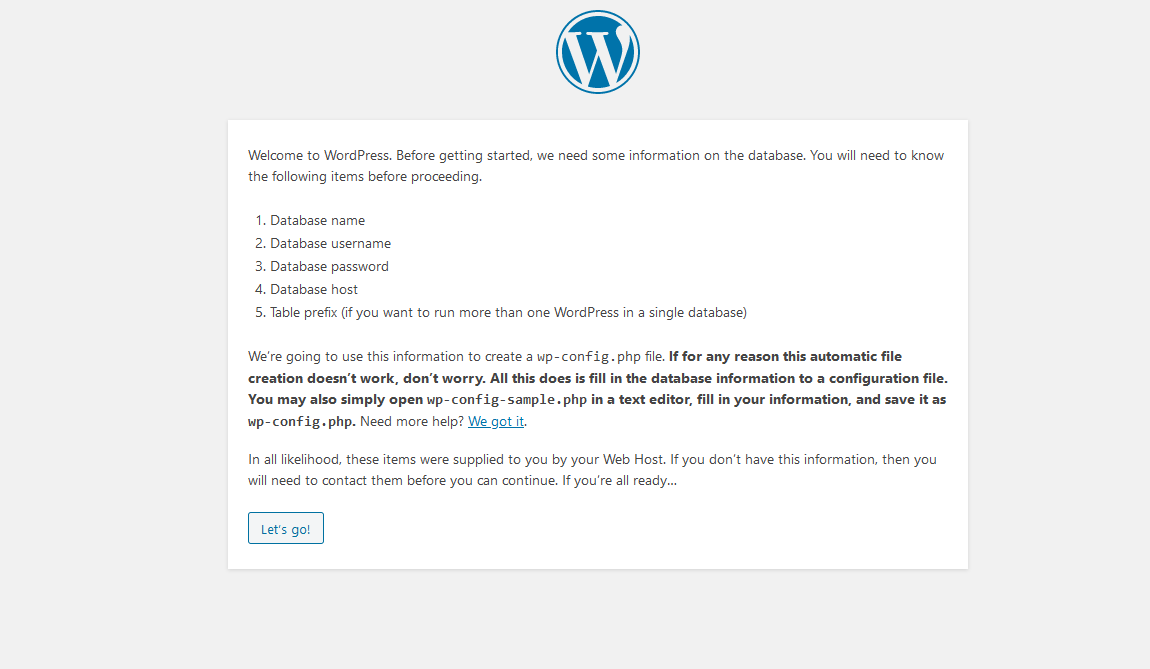 Welcome to WordPress. Before getting started, we need some information on the database. You will need to know
the following items before proceeding.
1. Database name
2. Database username
3. Database password
4. Database host
5. Table prefix (if you want to run more than one WordPress in a single database)
We’re going to use this information to create a wp-config.php file. If for any reason this automatic file
creation doesn’t work, don’t worry. All this does is fill in the database information to a configuration file.
You may also simply open wp-config-sample.php in a text editor, fill in your information, and save it as
wp-config.php. Need more help? We got it.
In all likelihood, these items were supplied to you by your Web Host. If you don’t have this information, then you
will need to contact them before you can continue. If you’re all ready…
Let’s go!